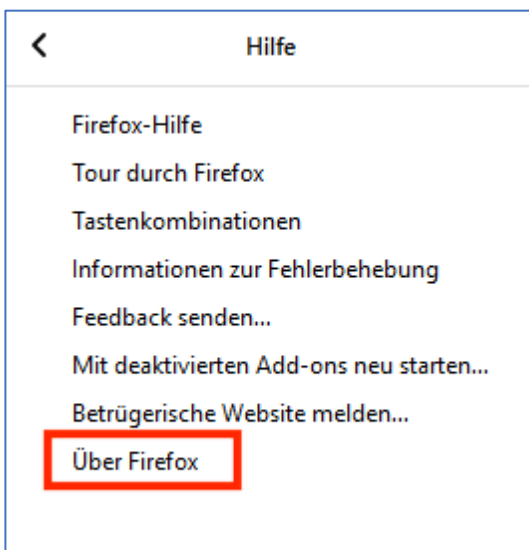 Hilfe
Firefox-Hilfe
Tour durch Firefox
Tastenkombinationen
Informationen zur Fehlerbehebung
Feedback senden...
Mit deaktivierten Add-ons neu starten...
Betrügerische Website melden...
Über Firefox